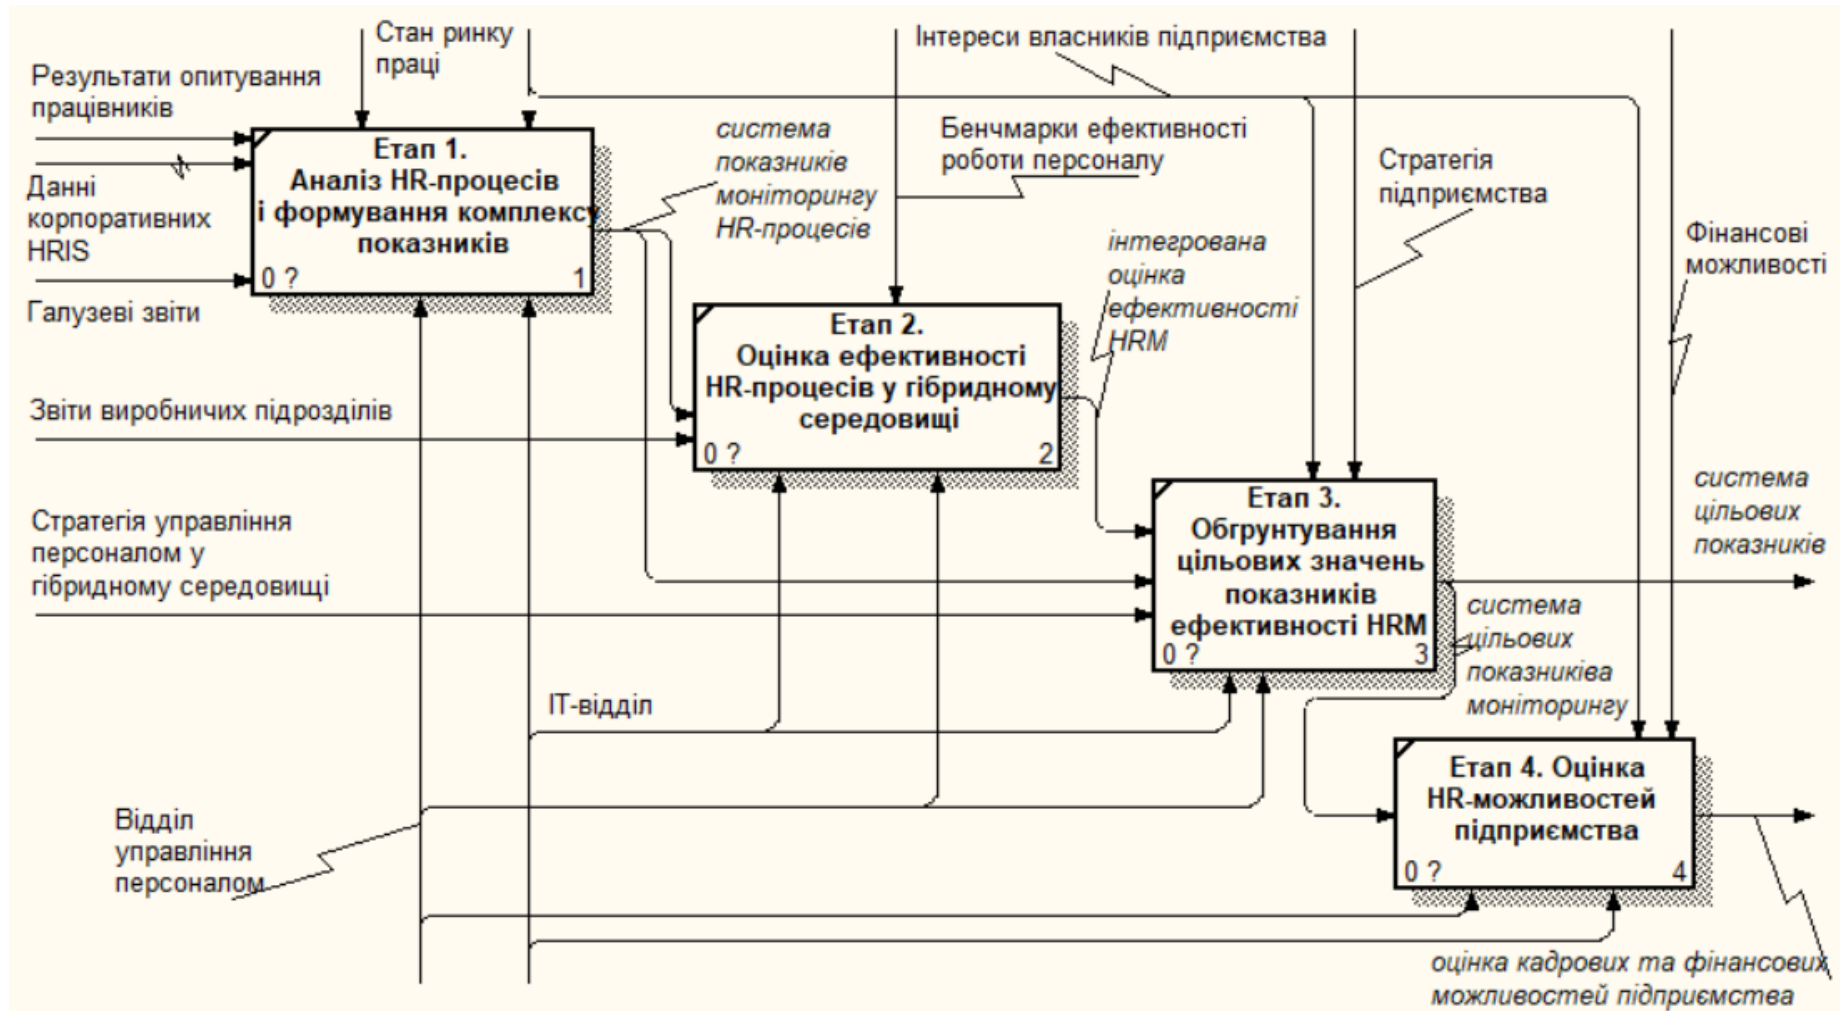 Стан ринку
праці
Інтереси власників підприємства
Результати опитування
працівників
Данні
корпоративних
HRIS
Галузеві звіти
Етап 1.
Аналіз HR-процесів
і формування комплексу
показників
0 ?
1
система
показників
моніторингу
HR-процесів
Бенчмарки ефективності
роботи персоналу
Стратегія
підприємства
Фінансові
можливості
інтегрована
оцінка
ефективності
HRM
Етап 2.
Оцінка ефективності
HR-процесів у гібридному
середовищі
0 ?
2
Звіти виробничих підрозділів
Стратегія управління
персоналом у
гібридному середовищі
Етап 3.
Обгрунтування
цільових значень
показників
ефективності HRM
0 ?
3
система
цільових
показників
система
цільових
показниківа
моніторингу
ІТ-відділ
Відділ
управління
персоналом
Етап 4. Оцінка
HR-можливостей
підприємства
0 ?
4
оцінка кадрових та фінансових
можливостей підприємства